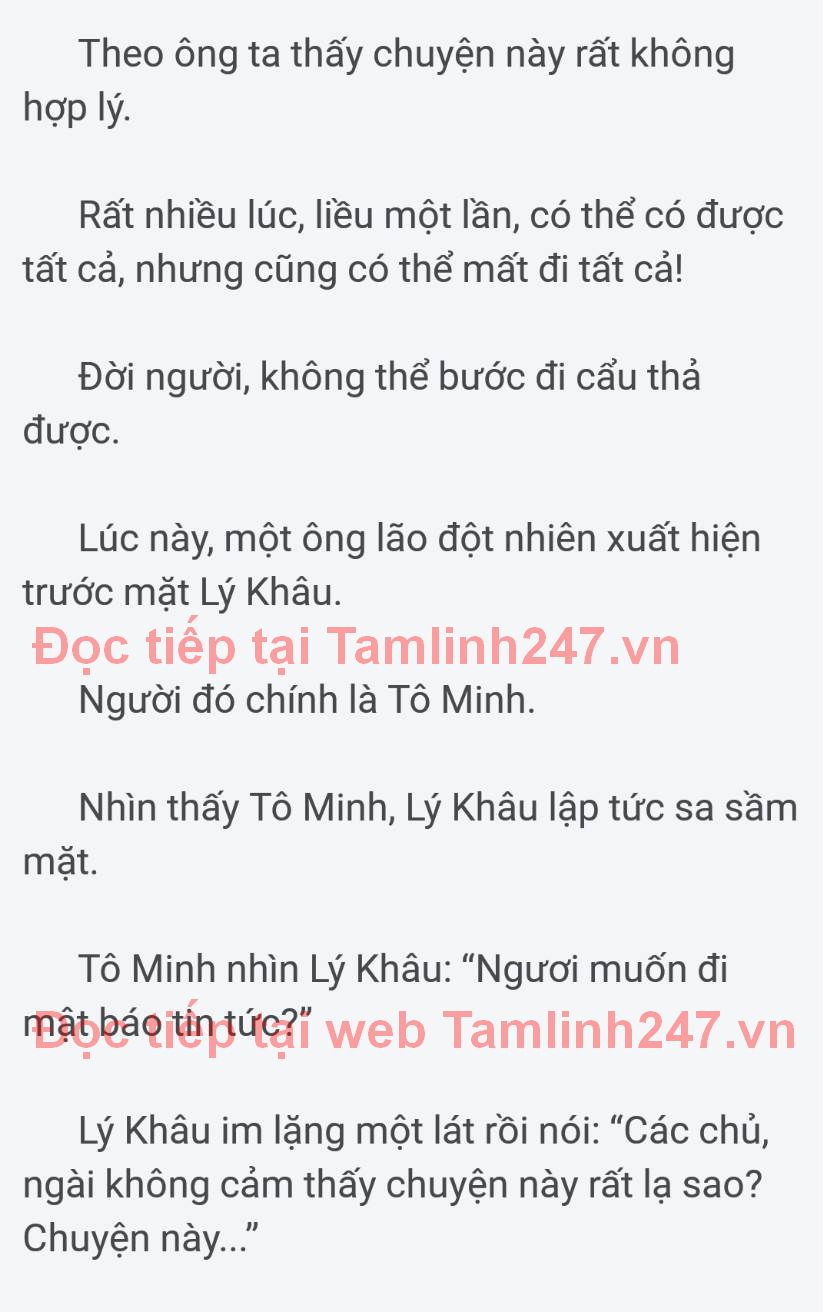 Theo ông ta thấy chuyện này rất không
hợp lý.
Rất nhiều lúc, liều một lần, có thể có được
tất cả, nhưng cũng có thể mất đi tất cả!
Đời người, không thể bước đi cẩu thả
được.
Lúc này, một ông lão đột nhiên xuất hiện
trước mặt Lý Khâu.
Đọc tiếp tại Tamlinh247.vn
Người đó chính là Tô Minh.
Nhìn thấy Tô Minh, Lý Khâu lập tức sa sầm
mặt.
Tô Minh nhìn Lý Khâu: “Ngươi muốn đi
mật báo tin tức?”
Đọc tiếp tại web Tamlinh247.vn
Lý Khâu im lặng một lát rồi nói: “Các chủ,
ngài không cảm thấy chuyện này rất lạ sao?
Chuyện này...”